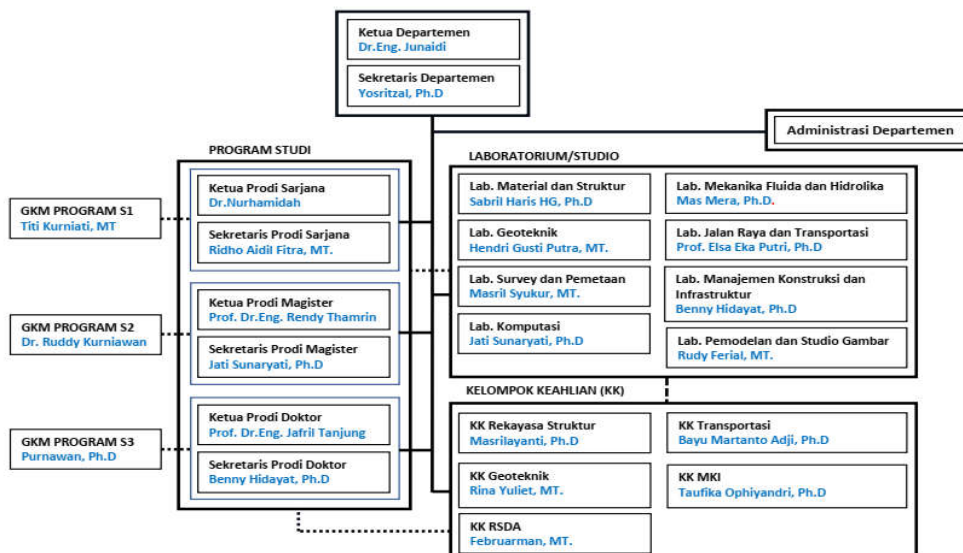 Ketua Departemen
Dr.Eng. Junaidi
Sekretaris Departemen
Yosritzal, Ph.D
Administrasi Departemen
PROGRAM STUDI
Ketua Prodi Sarjana
Dr.Nurhamidah
Sekretaris Prodi Sarjana
Ridho Aidil Fitra, MT.
Ketua Prodi Magister
Prof. Dr.Eng. Rendy Thamrin
Sekretaris Prodi Magister
Jati Sunaryati, Ph.D
Ketua Prodi Doktor
Prof. Dr.Eng. Jafril Tanjung
Sekretaris Prodi Doktor
Benny Hidayat, Ph.D
GKM PROGRAM S1
Titi Kurniati, MT
GKM PROGRAM S2
Dr. Ruddy Kurniawan
GKM PROGRAM S3
Purnawan, Ph.D
LABORATORIUM/STUDIO
Lab. Material dan Struktur
Sabril Haris HG, Ph.D
Lab. Geoteknik
Hendri Gusti Putra, MT.
Lab. Survey dan Pemetaan
Masril Syukur, MT.
Lab. Komputasi
Jati Sunaryati, Ph.D
Lab. Mekanika Fluida dan Hidrolika
Mas Mera, Ph.D.
Lab. Jalan Raya dan Transportasi
Prof. Elsa Eka Putri, Ph.D
Lab. Manajemen Konstruksi dan
Infrastruktur
Benny Hidayat, Ph.D
Lab. Pemodelan dan Studio Gambar
Rudy Ferial, MT.
KELOMPOK KEAHLIAN (KK)
KK Rekayasa Struktur
Masrilayanti, Ph.D
KK Geoteknik
Rina Yuliet, MT.
KK RSDA
Februarman, MT.
KK Transportasi
Bayu Martanto Adji, Ph.D
KK MKI
Taufika Ophiyandri, Ph.D